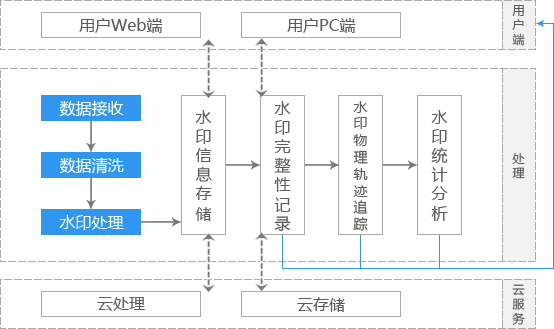 用户Web端
用户PC端
用户端
数据接收
数据清洗
水印处理
水印信息存储
水印完整性记录
水印物理轨迹追踪
水印统计分析
处理
云处理
云存储
云服务